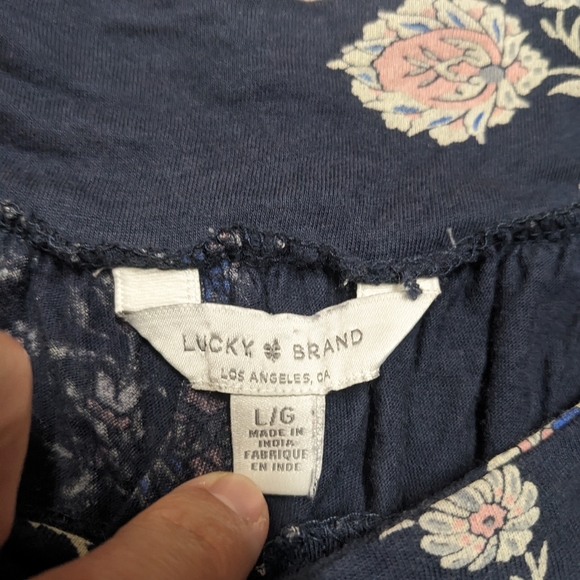 LUCKY BRAND
LOS ANGELES, CA
L/G
MADE IN
INDIA
FABRIQUE
EN INDE